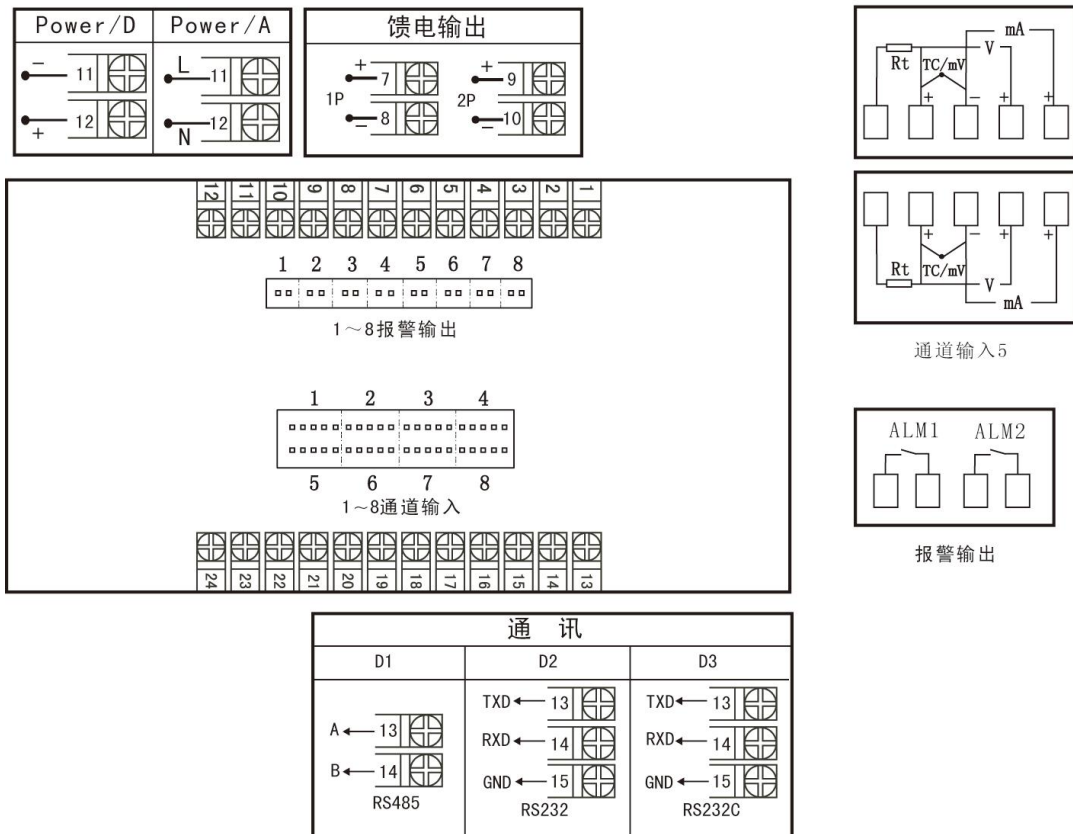 Power/D Power/A
- 11 L 11
+ 12 N 12
馈电输出
+ 7 + 9
1P 2P
- 8 - 10
mA
V
Rt TC/mV
+ - + +
+ - + +
Rt TC/mV
V
mA
通道输入5
12 11 10 9 8 7 6 5 4 3 2 1
1 2 3 4 5 6 7 8
1～8报警输出
1 2 3 4
5 6 7 8
1～8通道输入
24 23 22 21 20 19 18 17 16 15 14 13
ALM1 ALM2
报警输出
通 讯
D1 D2 D3
A 13
B 14
RS485
TXD 13
RXD 14
GND 15
RS232
TXD 13
RXD 14
GND 15
RS232C